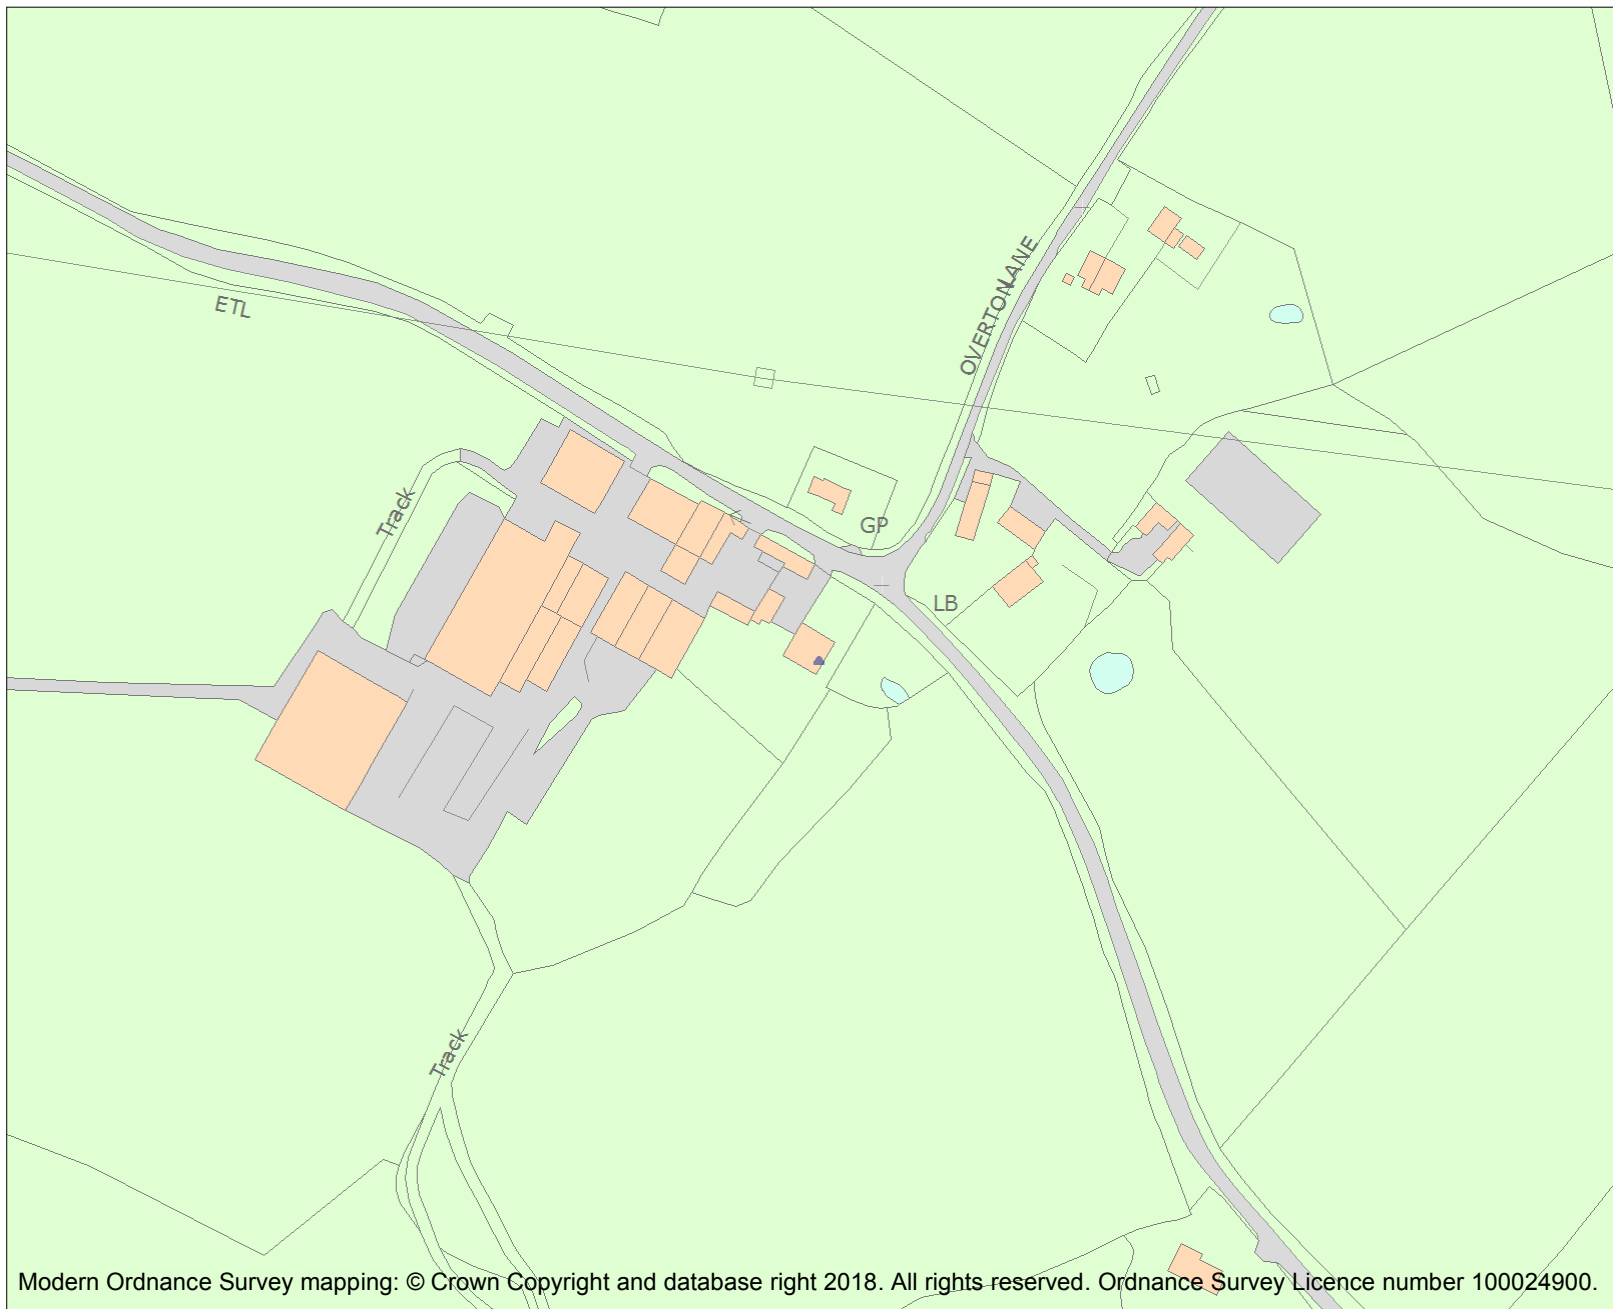 OVERTON LANE
ETL
Track
GP
LB
Track
Modern Ordnance Survey mapping: © Crown Copyright and database right 2018. All rights reserved. Ordnance Survey Licence number 100024900.